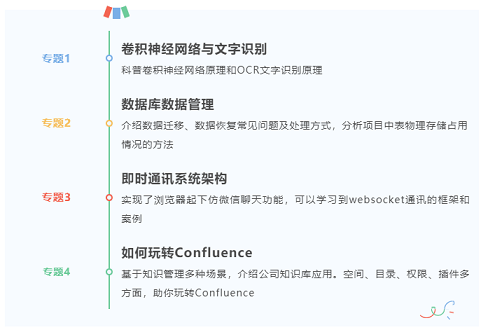 专题1
卷积神经网络与文字识别
科普卷积神经网络原理和OCR文字识别原理
专题2
数据库数据管理
介绍数据迁移、数据恢复常见问题及处理方式，分析项目中表物理存储占用
情况的方法
专题3
即时通讯系统架构
实现了浏览器起下仿微信聊天功能，可以学习到websocket通讯的框架和
案例
专题4
如何玩转Confluence
基于知识管理多种场景，介绍公司知识库应用。空间、目录、权限、插件多
方面，助你玩转Confluence